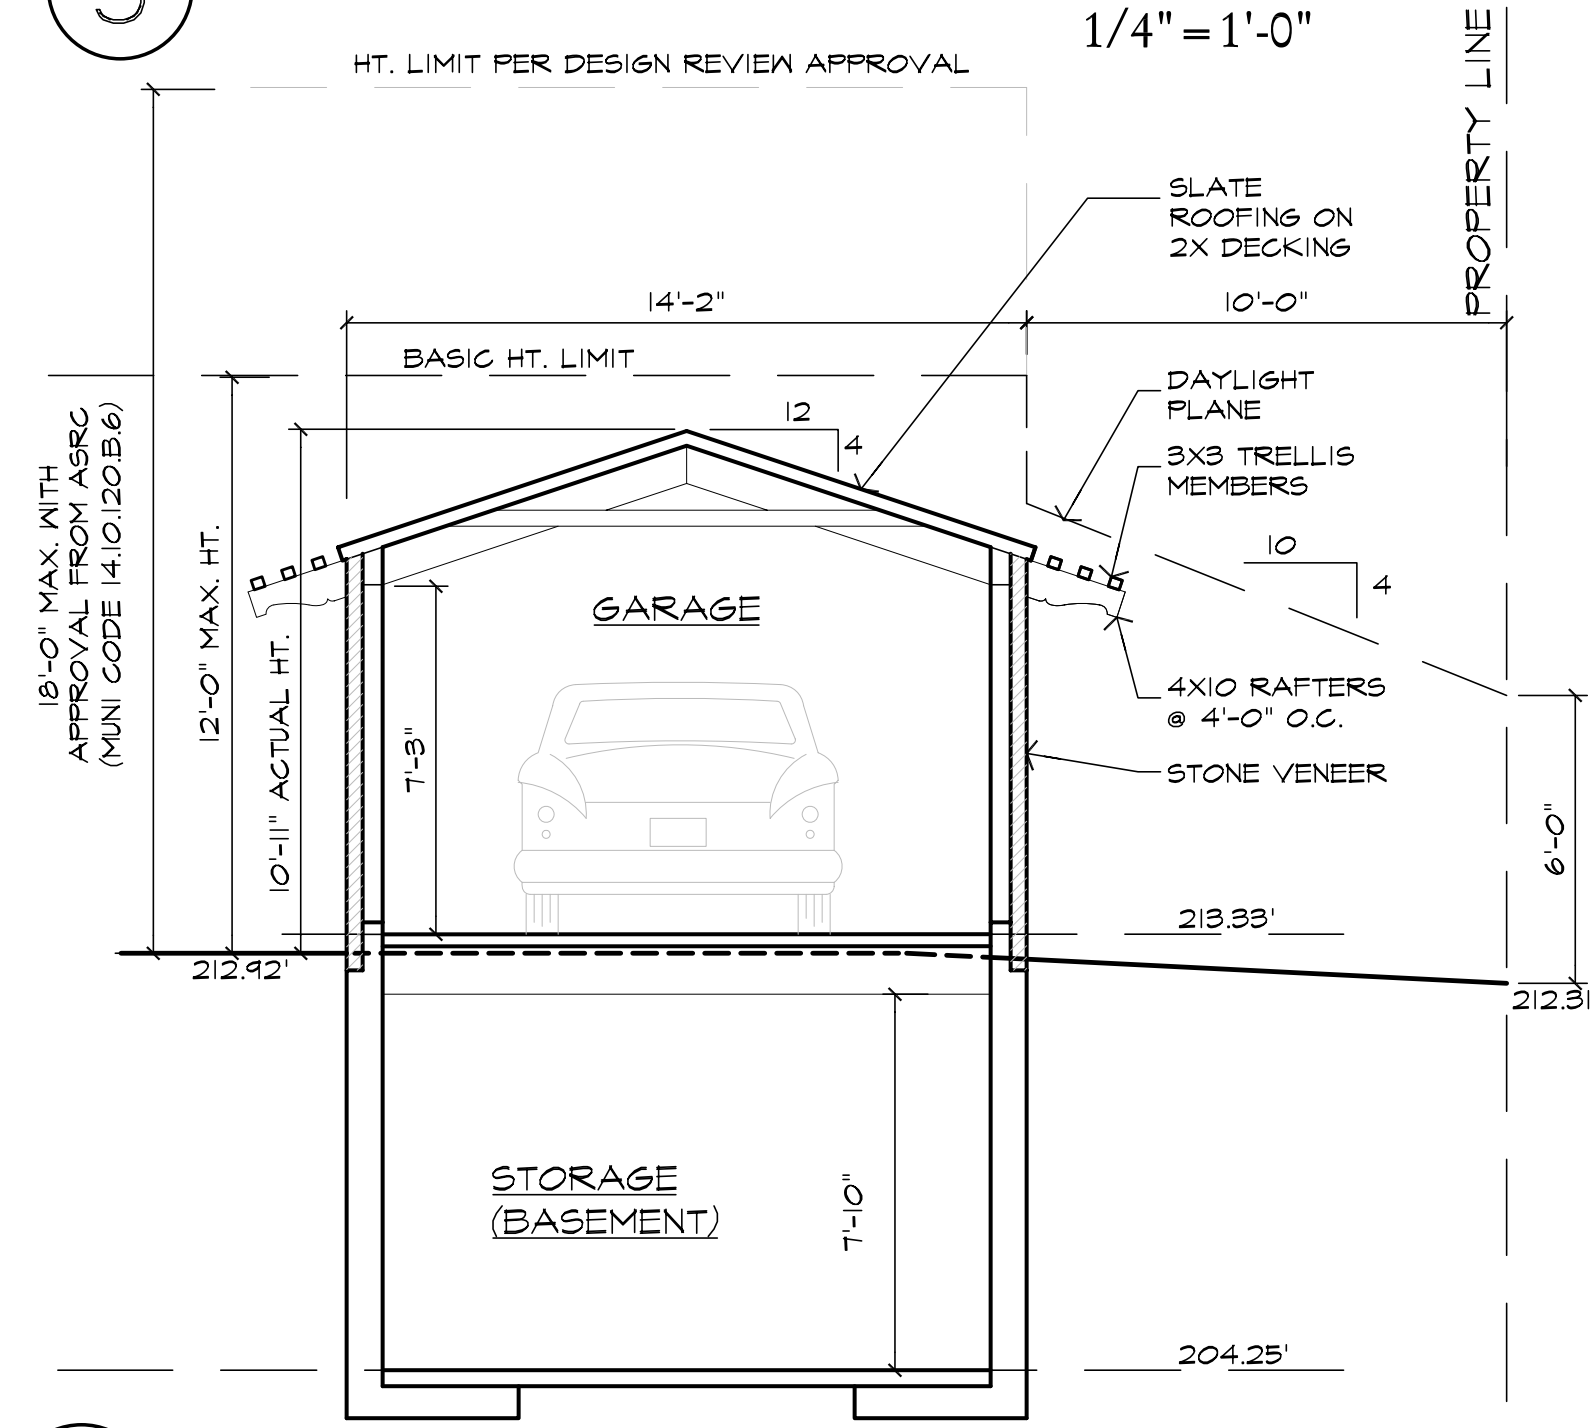 3
1/4" = 1'-0"
HT. LIMIT PER DESIGN REVIEW APPROVAL
PROPERTY LINE
SLATE
ROOFING ON
2X DECKING
14'-2"
10'-0"
BASIC HT. LIMIT
DAYLIGHT
PLANE
12
4
3X3 TRELLIS
MEMBERS
18'-0" MAX. WITH
APPROVAL FROM ASRC
(MUNI CODE 14.10.120.B.6)
12'-0" MAX. HT.
10'-11" ACTUAL HT.
10
4
GARAGE
4X10 RAFTERS
@ 4'-0" O.C.
7'-3"
STONE VENEER
6'-0"
213.33'
212.92'
212.31
STORAGE
(BASEMENT)
7'-10"
204.25'